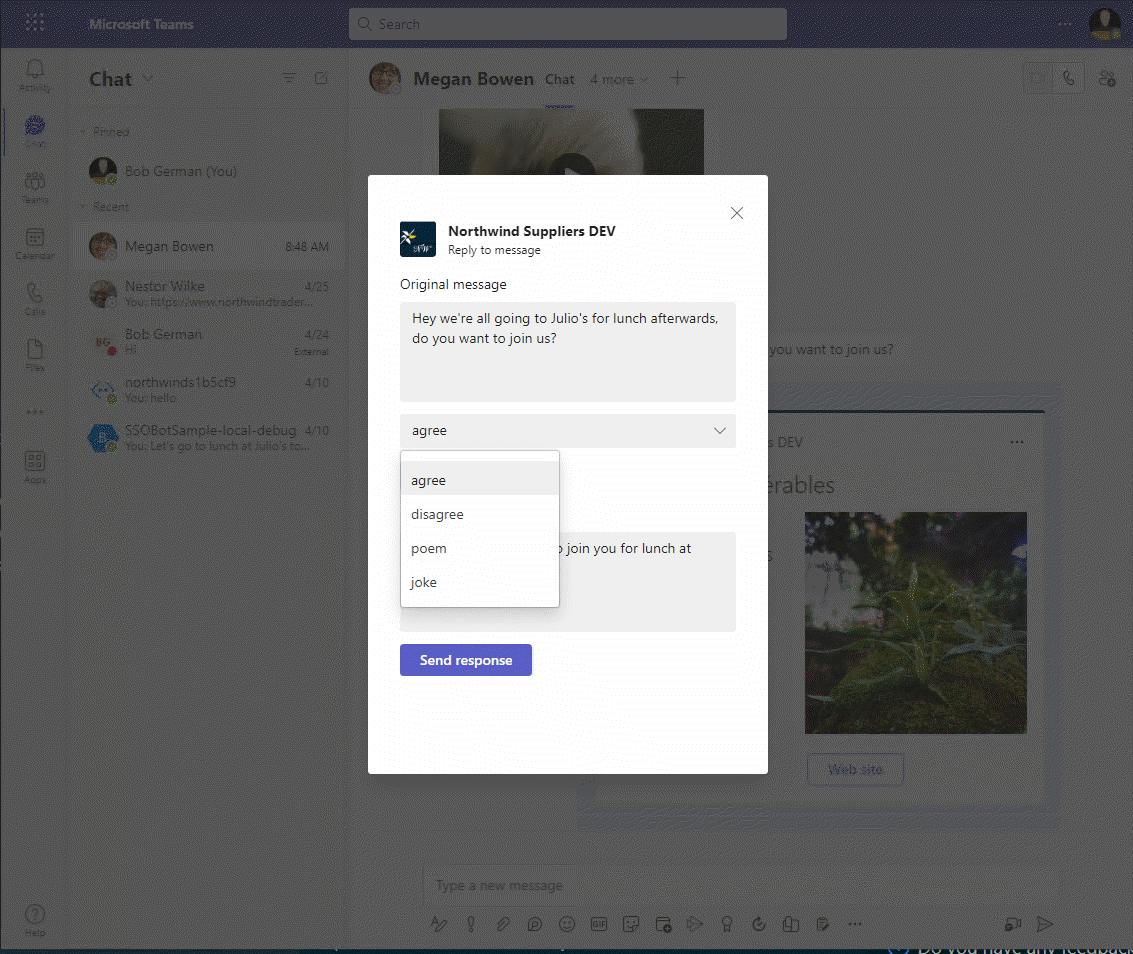 Microsoft Teams
Search
Activity
Chat
Teams
Calendar
Calls
Files
Apps
Help
Chat
Pinned
Bob German (You)
Recent
Megan Bowen 8:48 AM
Nestor Wilke 4/25
You: https://www.northwindtrader...
Bob German 4/24
BG
Hi External
northwinds1b5cf9 4/10
You: hello
SSOBotSample-local-debug 4/10
You: Let's go to lunch at Julio's to...
Megan Bowen Chat 4 more
you want to join us?
s DEV
erables
s
Web site
Type a new message
GIF
Northwind Suppliers DEV
Reply to message
Original message
Hey we're all going to Julio's for lunch afterwards,
do you want to join us?
agree
agree
disagree
poem
joke
join you for lunch at
Send response
Do you have any feedback